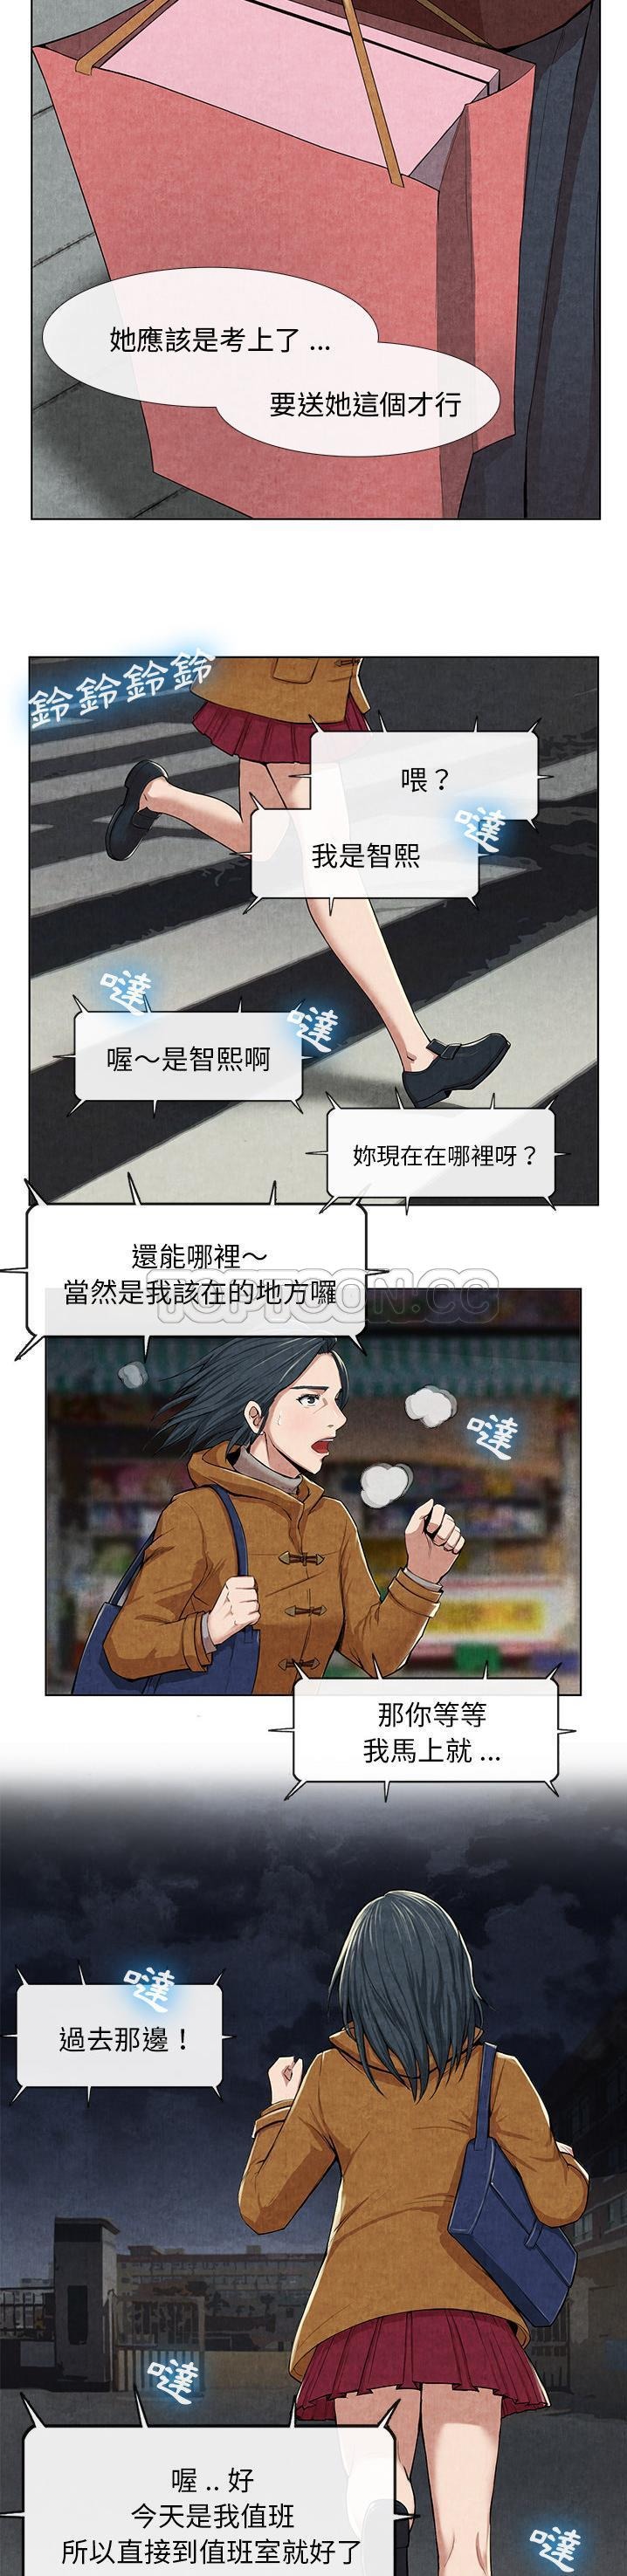 她應該是考上了 ...
要送她這個才行
鈴鈴鈴鈴
喂？
噠
我是智熙
噠
噠
喔～是智熙啊
妳現在在哪裡呀？
還能哪裡～
當然是我該在的地方囉
TOPTOON.CC
噠
那你等等
我馬上就 ...
噠
過去那邊！
噠
喔 .. 好
今天是我值班
所以直接到值班室就好了
噠